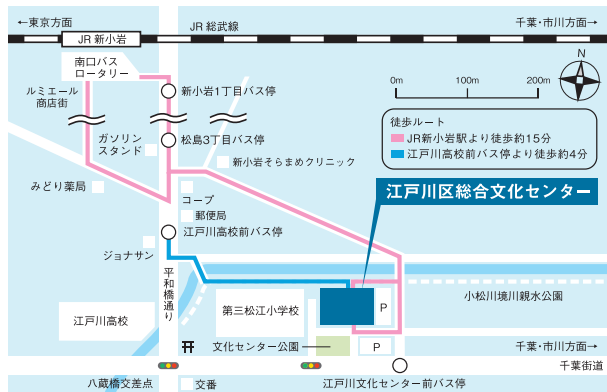 ←東京方面
JR 総武線
千葉・市川方面→
JR 新小岩
南口バス
ロータリー
N
ルミエール
商店街
新小岩1丁目バス停
0m
100m
200m
徒歩ルート
JR新小岩駅より徒歩約15分
江戸川高校前バス停より徒歩約4分
ガソリン
スタンド
松島3丁目バス停
新小岩そらまめクリニック
みどり薬局
コープ
江戸川区総合文化センター
郵便局
江戸川高校前バス停
ジョナサン
平和橋通り
小松川境川親水公園
江戸川高校
第三松江小学校
P
文化センター公園
P
千葉・市川方面→
千葉街道
八蔵橋交差点
交番
江戸川文化センター前バス停